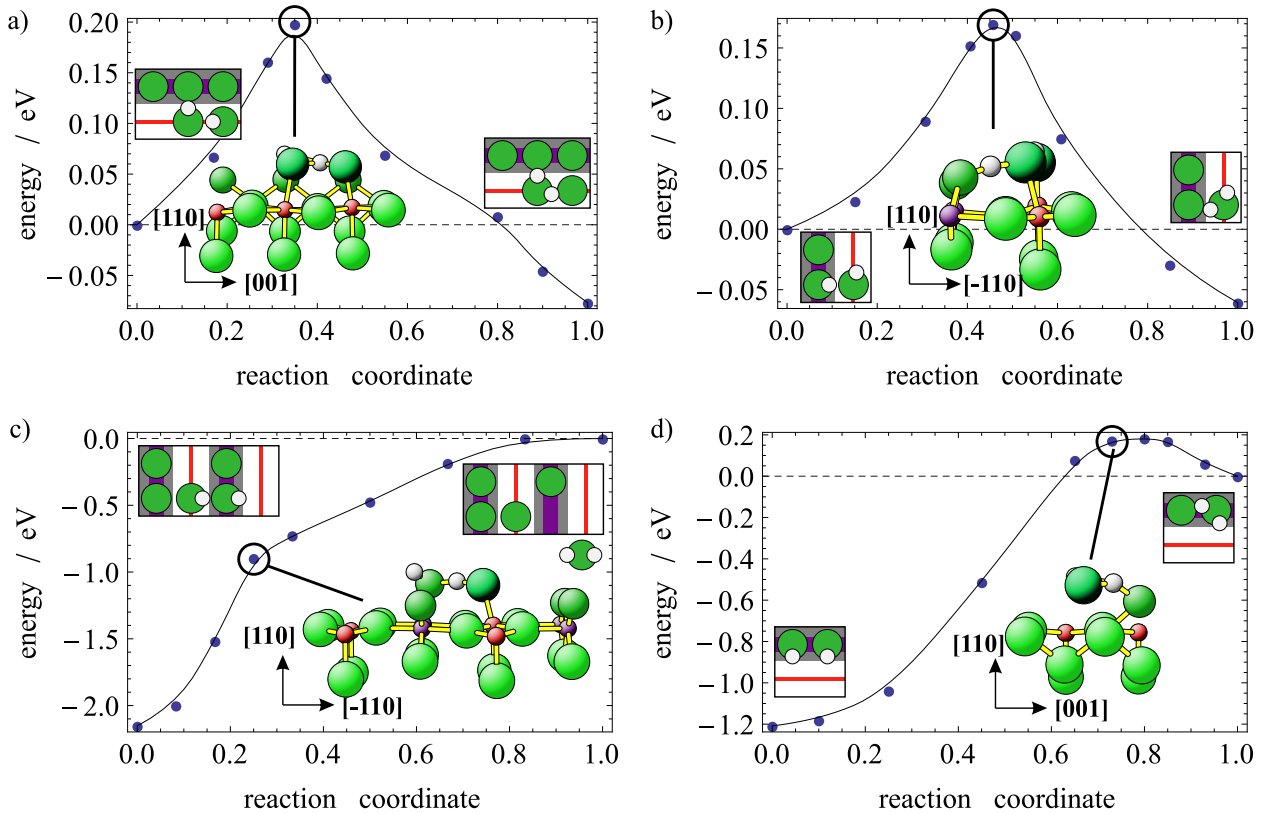 a)
energy / eV
0.20
0.15
0.10
0.05
0.00
− 0.05
[110]
[001]
0.0 0.2 0.4 0.6 0.8 1.0
reaction coordinate
b)
energy / eV
0.15
0.10
0.05
0.00
− 0.05
[110]
[-110]
0.0 0.2 0.4 0.6 0.8 1.0
reaction coordinate
c)
energy / eV
0.0
− 0.5
− 1.0
− 1.5
− 2.0
[110]
[-110]
0.0 0.2 0.4 0.6 0.8 1.0
reaction coordinate
d)
energy / eV
0.2
0.0
− 0.2
− 0.4
− 0.6
− 0.8
− 1.0
− 1.2
[110]
[001]
0.0 0.2 0.4 0.6 0.8 1.0
reaction coordinate